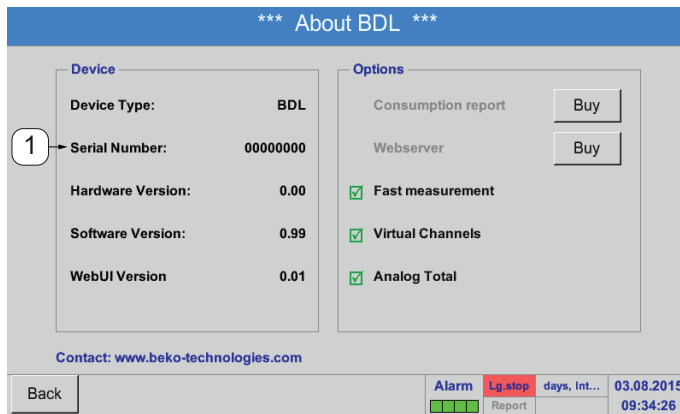 *** About BDL ***
Device
Device Type: BDL
1 Serial Number: 00000000
Hardware Version: 0.00
Software Version: 0.99
WebUI Version 0.01
Options
Consumption report Buy
Webserver Buy
Fast measurement
Virtual Channels
Analog Total
Contact: www.beko-technologies.com
Back
Alarm Lg.stop days, Int... 03.08.2015
Report 09:34:26